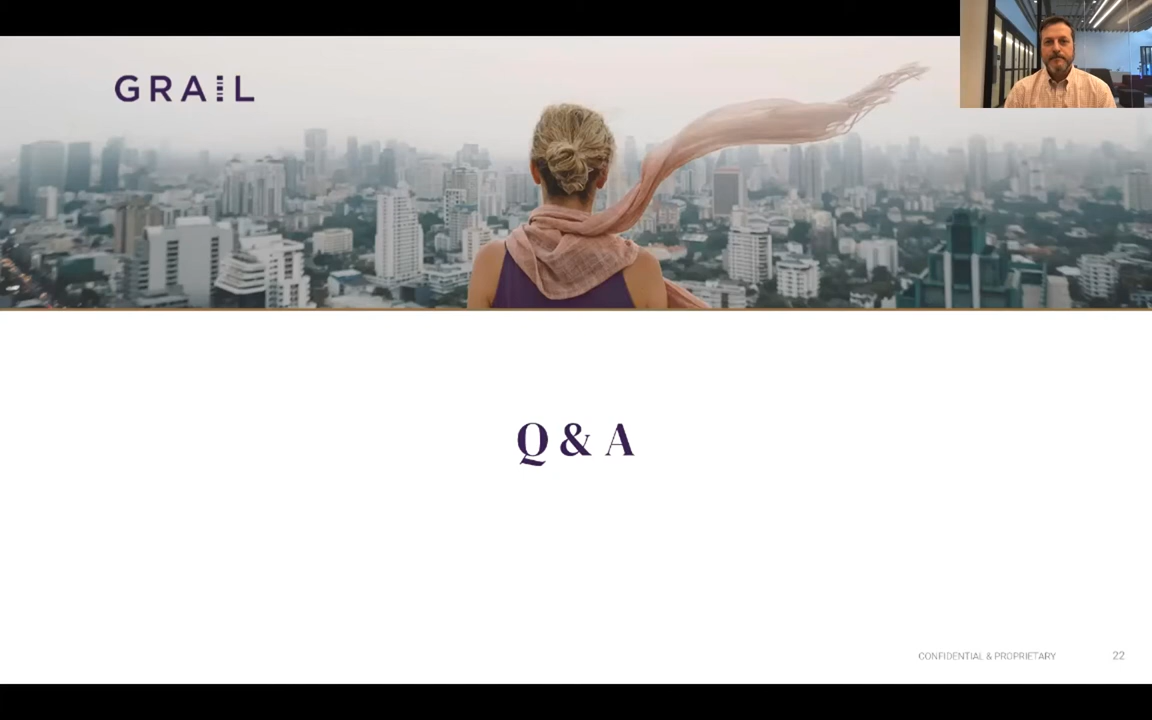 GRAIL
Q & A
CONFIDENTIAL & PROPRIETARY
22